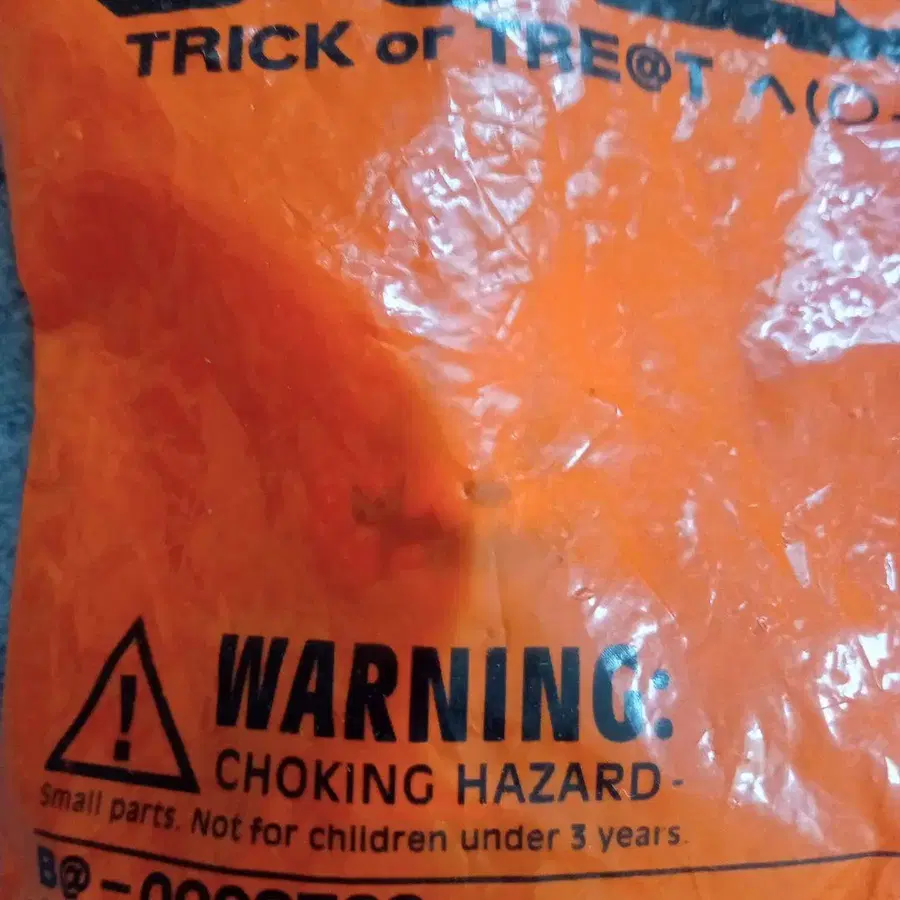 TRICK or TRE@T ^(O
WARNING:
CHOKING HAZARD-
Small parts. Not for children under 3 years.
B@-